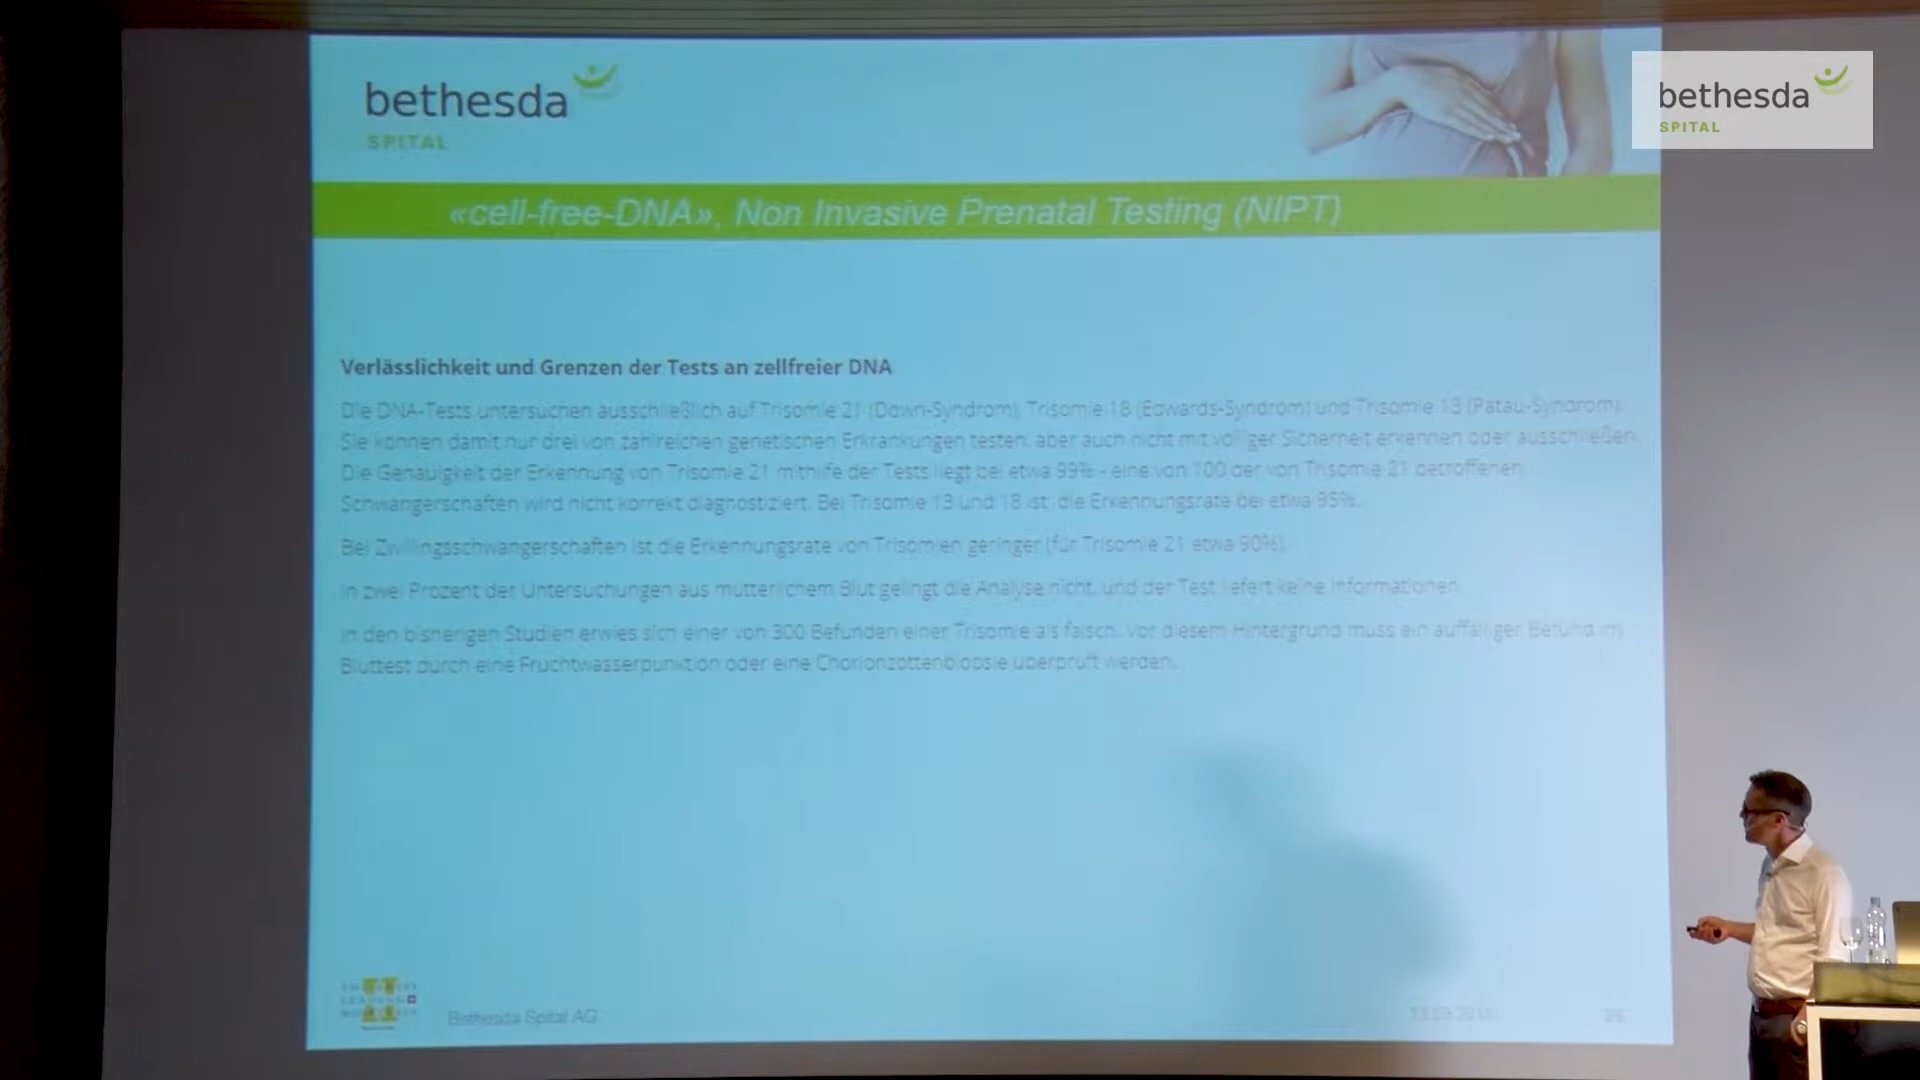 bethesda
SPITAL
bethesda
SPITAL
«cell-free-DNA», Non Invasive Prenatal Testing (NIPT)
Verlässlichkeit und Grenzen der Tests an zellfreier DNA
Die DNA-Tests untersuchen ausschließlich auf Trisomie 21 (Down-Syndrom), Trisomie 18 (Edwards-Syndrom) und Trisomie 13 (Patau-Syndrom).
Sie können damit nur drei von zahlreichen genetischen Erkrankungen testen, aber auch nicht mit völliger Sicherheit erkennen oder ausschließen.
Die Genauigkeit der Erkennung von Trisomie 21 mithilfe der Tests liegt bei etwa 99% - eine von 100 der von Trisomie 21 betroffenen
Schwangerschaften wird nicht korrekt diagnostiziert. Bei Trisomie 13 und 18 ist die Erkennungsrate bei etwa 95%.
Bei Zwillingsschwangerschaften ist die Erkennungsrate von Trisomien geringer (für Trisomie 21 etwa 90%).
In zwei Prozent der Untersuchungen aus mütterlichem Blut gelingt die Analyse nicht, und der Test liefert keine Informationen.
In den bisherigen Studien erwies sich einer von 300 Befunden einer Trisomie als falsch. Vor diesem Hintergrund muss ein auffälliger Befund im
Bluttest durch eine Fruchtwasserpunktion oder eine Chorionzottenbiopsie überprüft werden.
Bethesda Spital AG